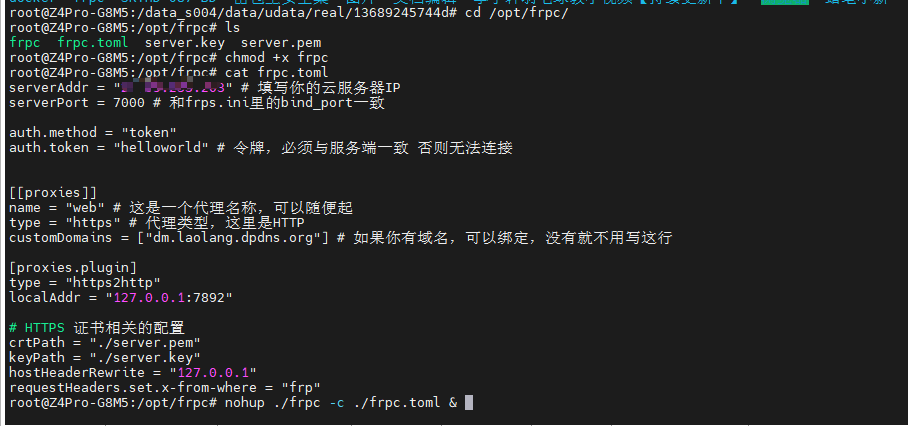 root@Z4Pro-G8M5:/data_s004/data/udata/real/13689245744d# cd /opt/frpc/
root@Z4Pro-G8M5:/opt/frpc# ls
frpc frpc.toml server.key server.pem
root@Z4Pro-G8M5:/opt/frpc# chmod +x frpc
root@Z4Pro-G8M5:/opt/frpc# cat frpc.toml
serverAddr = " " # 填写你的云服务器IP
serverPort = 7000 # 和frps.ini里的bind_port一致
auth.method = "token"
auth.token = "helloworld" # 令牌，必须与服务端一致 否则无法连接
[[proxies]]
name = "web" # 这是一个代理名称，可以随便起
type = "https" # 代理类型，这里是HTTP
customDomains = ["dm.laolang.dpdns.org"] # 如果你有域名，可以绑定，没有就不用写这行
[proxies.plugin]
type = "https2http"
localAddr = "127.0.0.1:7892"
# HTTPS 证书相关的配置
crtPath = "./server.pem"
keyPath = "./server.key"
hostHeaderRewrite = "127.0.0.1"
requestHeaders.set.x-from-where = "frp"
root@Z4Pro-G8M5:/opt/frpc# nohup ./frpc -c ./frpc.toml &